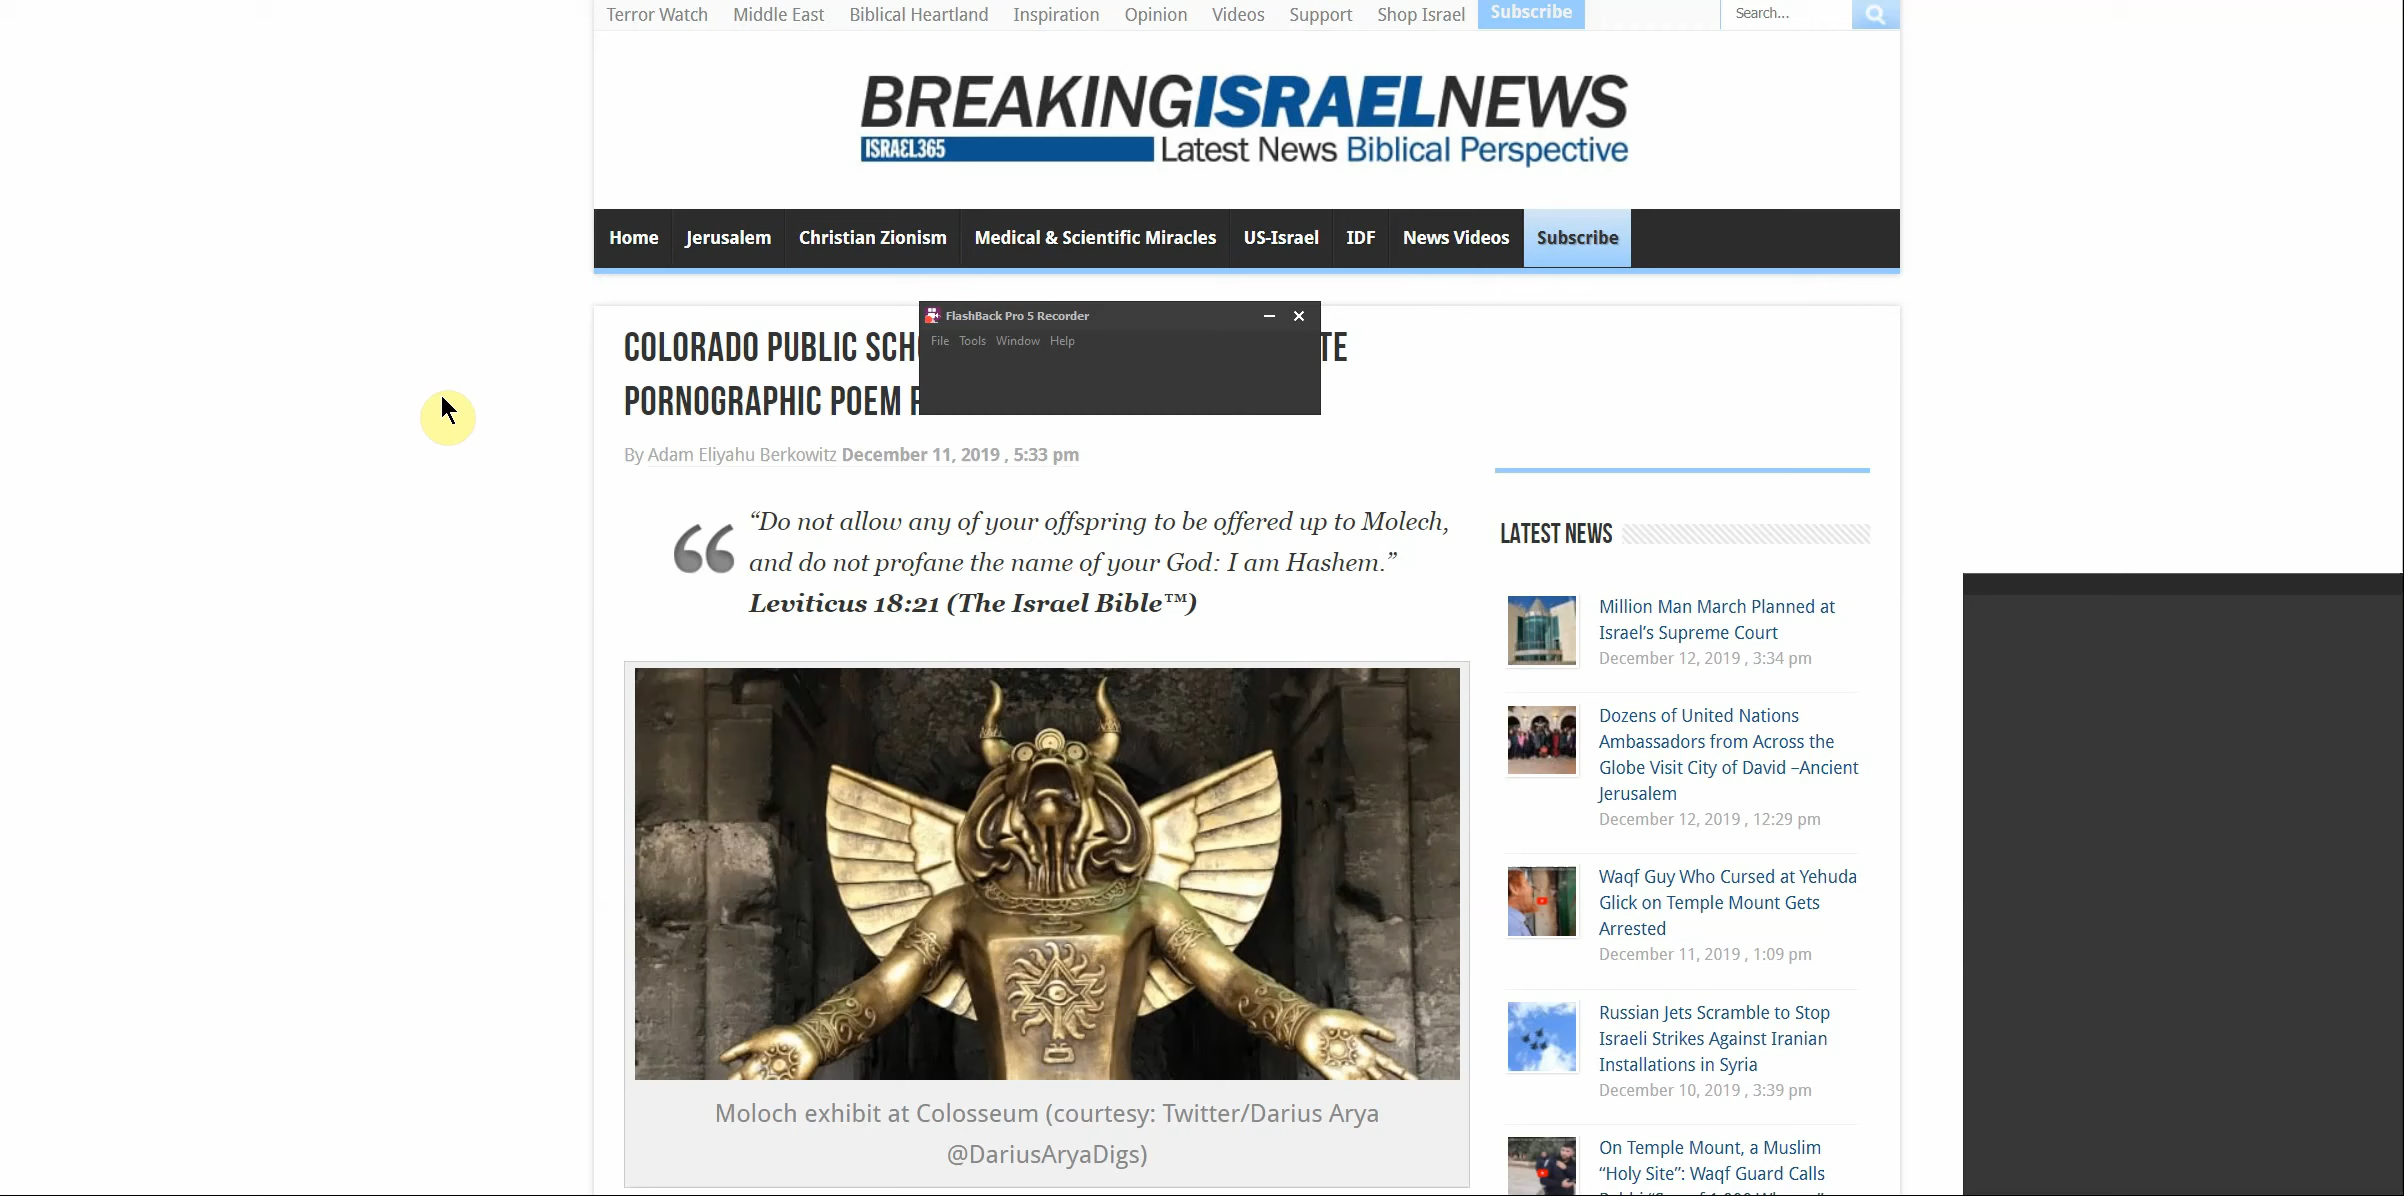 Terror Watch Middle East Biblical Heartland Inspiration Opinion Videos Support Shop Israel Subscribe Search...
BREAKINGISRAELNEWS
ISRAEL365 Latest News Biblical Perspective
Home Jerusalem Christian Zionism Medical & Scientific Miracles US-Israel IDF News Videos Subscribe
FlashBack Pro 5 Recorder
File Tools Window Help
COLORADO PUBLIC TE
PORNOGRAPHIC POEM
By Adam Eliyahu Berkowitz December 11, 2019 , 5:33 pm
“Do not allow any of your offspring to be offered up to Molech,
and do not profane the name of your God: I am Hashem.”
Leviticus 18:21 (The Israel Bible™)
Moloch exhibit at Colosseum (courtesy: Twitter/Darius Arya
@DariusAryaDigs)
LATEST NEWS
Million Man March Planned at
Israel’s Supreme Court
December 12, 2019 , 3:34 pm
Dozens of United Nations
Ambassadors from Across the
Globe Visit City of David –Ancient
Jerusalem
December 12, 2019 , 12:29 pm
Waqf Guy Who Cursed at Yehuda
Glick on Temple Mount Gets
Arrested
December 11, 2019 , 1:09 pm
Russian Jets Scramble to Stop
Israeli Strikes Against Iranian
Installations in Syria
December 10, 2019 , 3:39 pm
On Temple Mount, a Muslim
“Holy Site”: Waqf Guard Calls